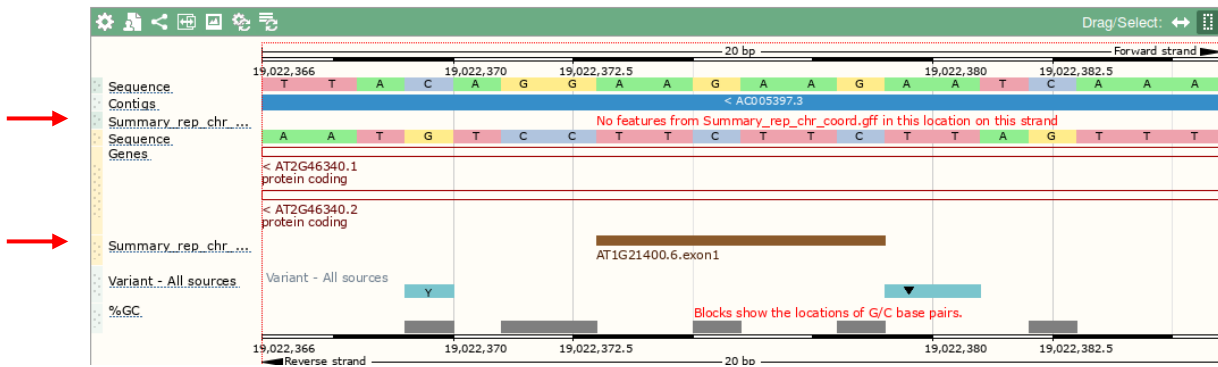 Drag/Select:
20 bp Forward strand
19,022,366 19,022,370 19,022,372.5 19,022,380 19,022,382.5
Sequence T T A C A G G A A G A A G A A T C A A A
Contigs < AC005397.3
Summary_rep_chr_... No features from Summary_rep_chr_coord.gff in this location on this strand
Sequence A A T G T C C T T C T T C T T A G T T T
Genes
< AT2G46340.1
protein coding
< AT2G46340.2
protein coding
Summary_rep_chr_...
AT1G21400.6.exon1
Variant - All sources Variant - All sources
Y
%GC Blocks show the locations of G/C base pairs.
19,022,366 19,022,370 19,022,372.5 19,022,380 19,022,382.5
Reverse strand 20 bp